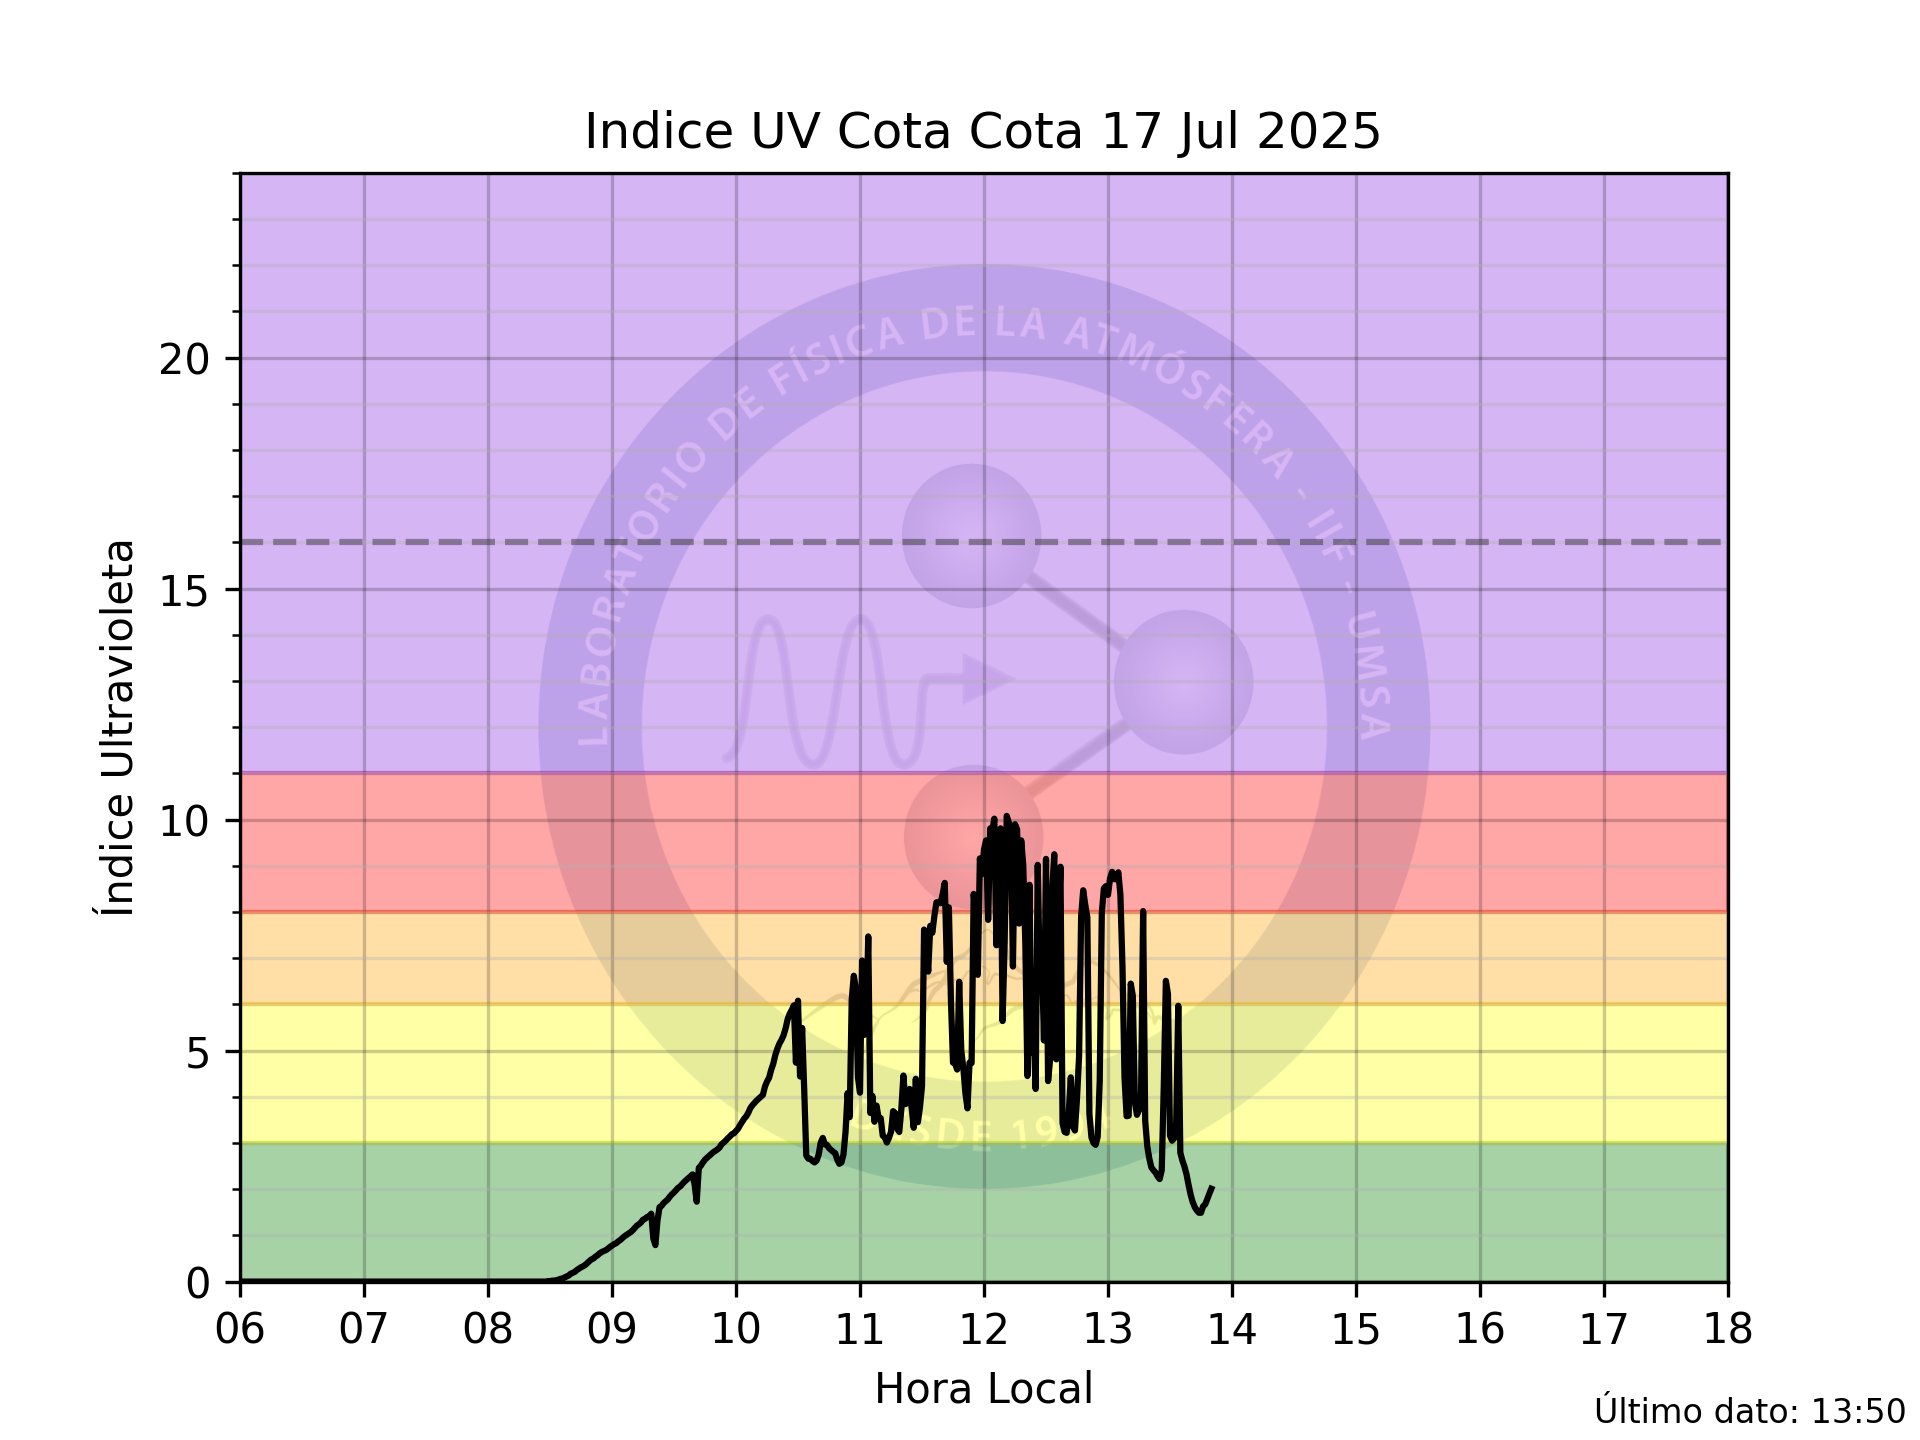 Indice UV Cota Cota 17 Jul 2025
LABORATORIO DE FÍSICA DE LA ATMÓSFERA - IIF - UMSA
20
15
10
5
0
Índice Ultravioleta
06 07 08 09 10 11 12 13 14 15 16 17 18
Hora Local
Último dato: 13:50